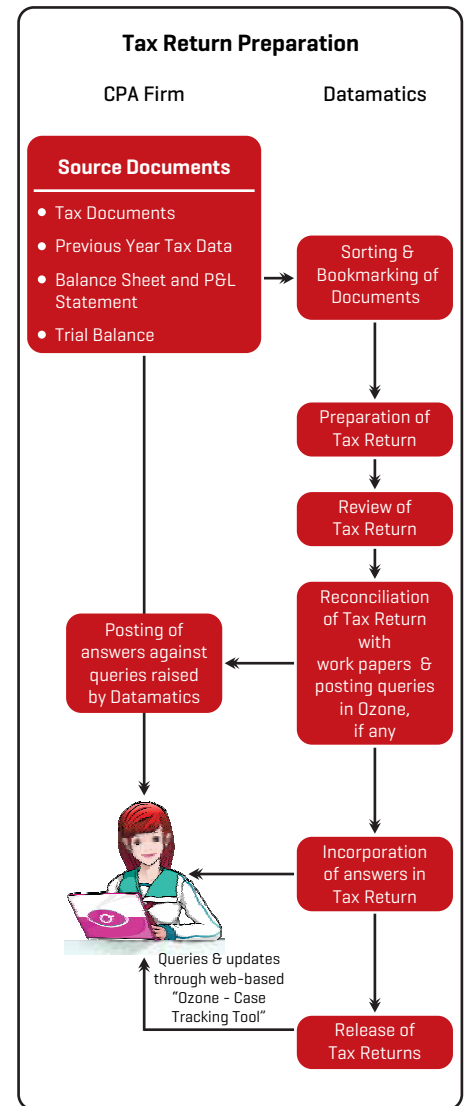 Tax Return Preparation
CPA Firm
Datamatics
Source Documents
Tax Documents
Previous Year Tax Data
Balance Sheet and P&L
Statement
Trial Balance
Sorting &
Bookmarking of
Documents
Preparation of
Tax Return
Review of
Tax Return
Reconciliation
of Tax Return
with
work papers &
posting queries
in Ozone,
if any
Posting of
answers against
queries raised
by Datamatics
Incorporation
of answers in
Tax Return
Queries & updates
through web-based
“Ozone - Case
Tracking Tool”
Release of
Tax Returns